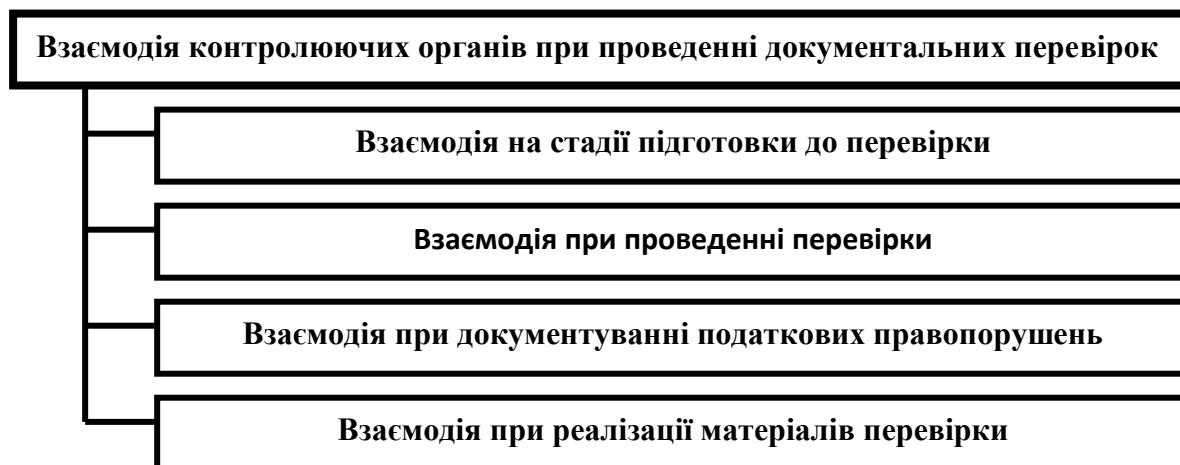 Взаємодія контролюючих органів при проведенні документальних перевірок
Взаємодія на стадії підготовки до перевірки
Взаємодія при проведенні перевірки
Взаємодія при документуванні податкових правопорушень
Взаємодія при реалізації матеріалів перевірки